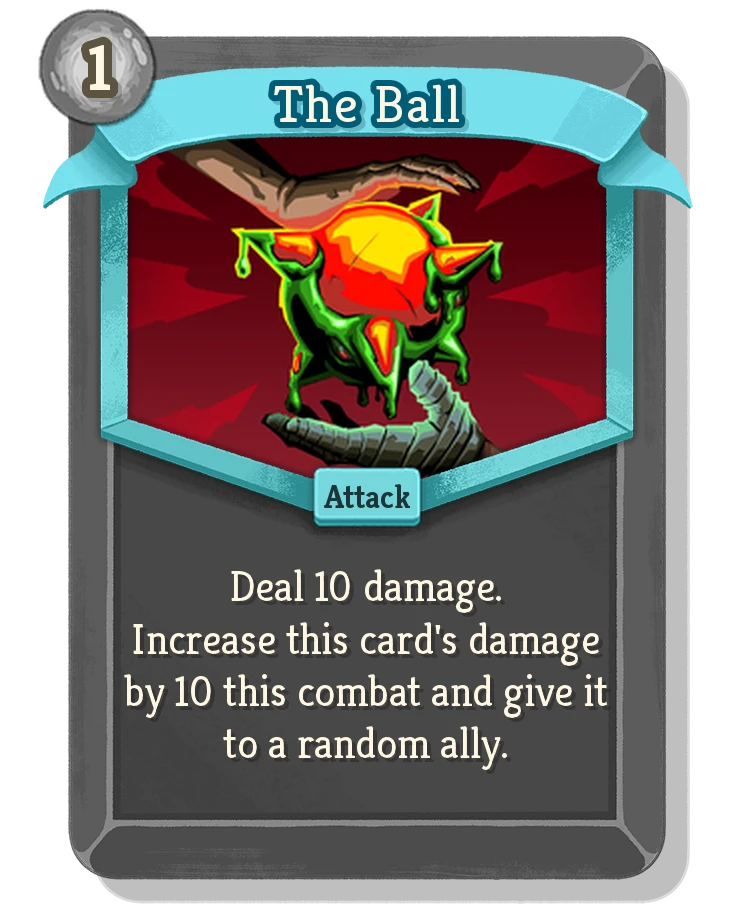 1
The Ball
Attack
Deal 10 damage.
Increase this card's damage
by 10 this combat and give it
to a random ally.